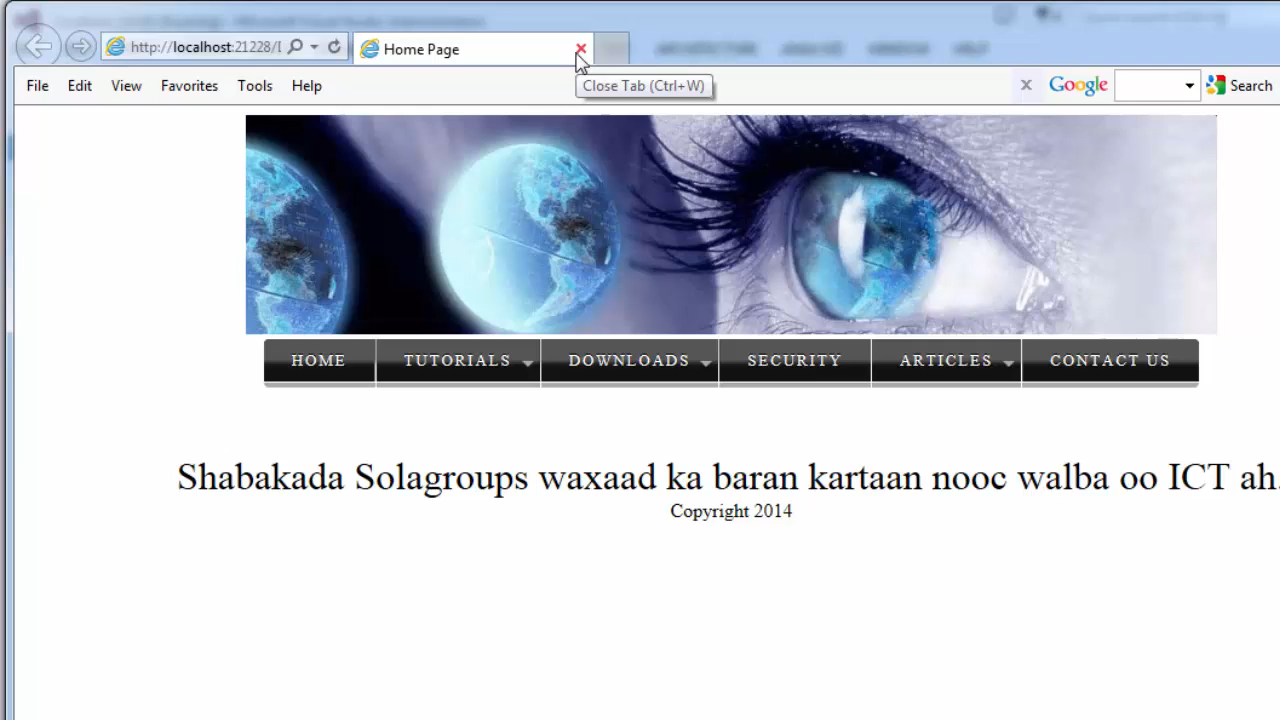 http://localhost:21228/
Home Page
Close Tab (Ctrl+W)
File Edit View Favorites Tools Help
x Google Search
HOME TUTORIALS DOWNLOADS SECURITY ARTICLES CONTACT US
Shabakada Solagroups waxaad ka baran kartaan nooc walba oo ICT ah.
Copyright 2014